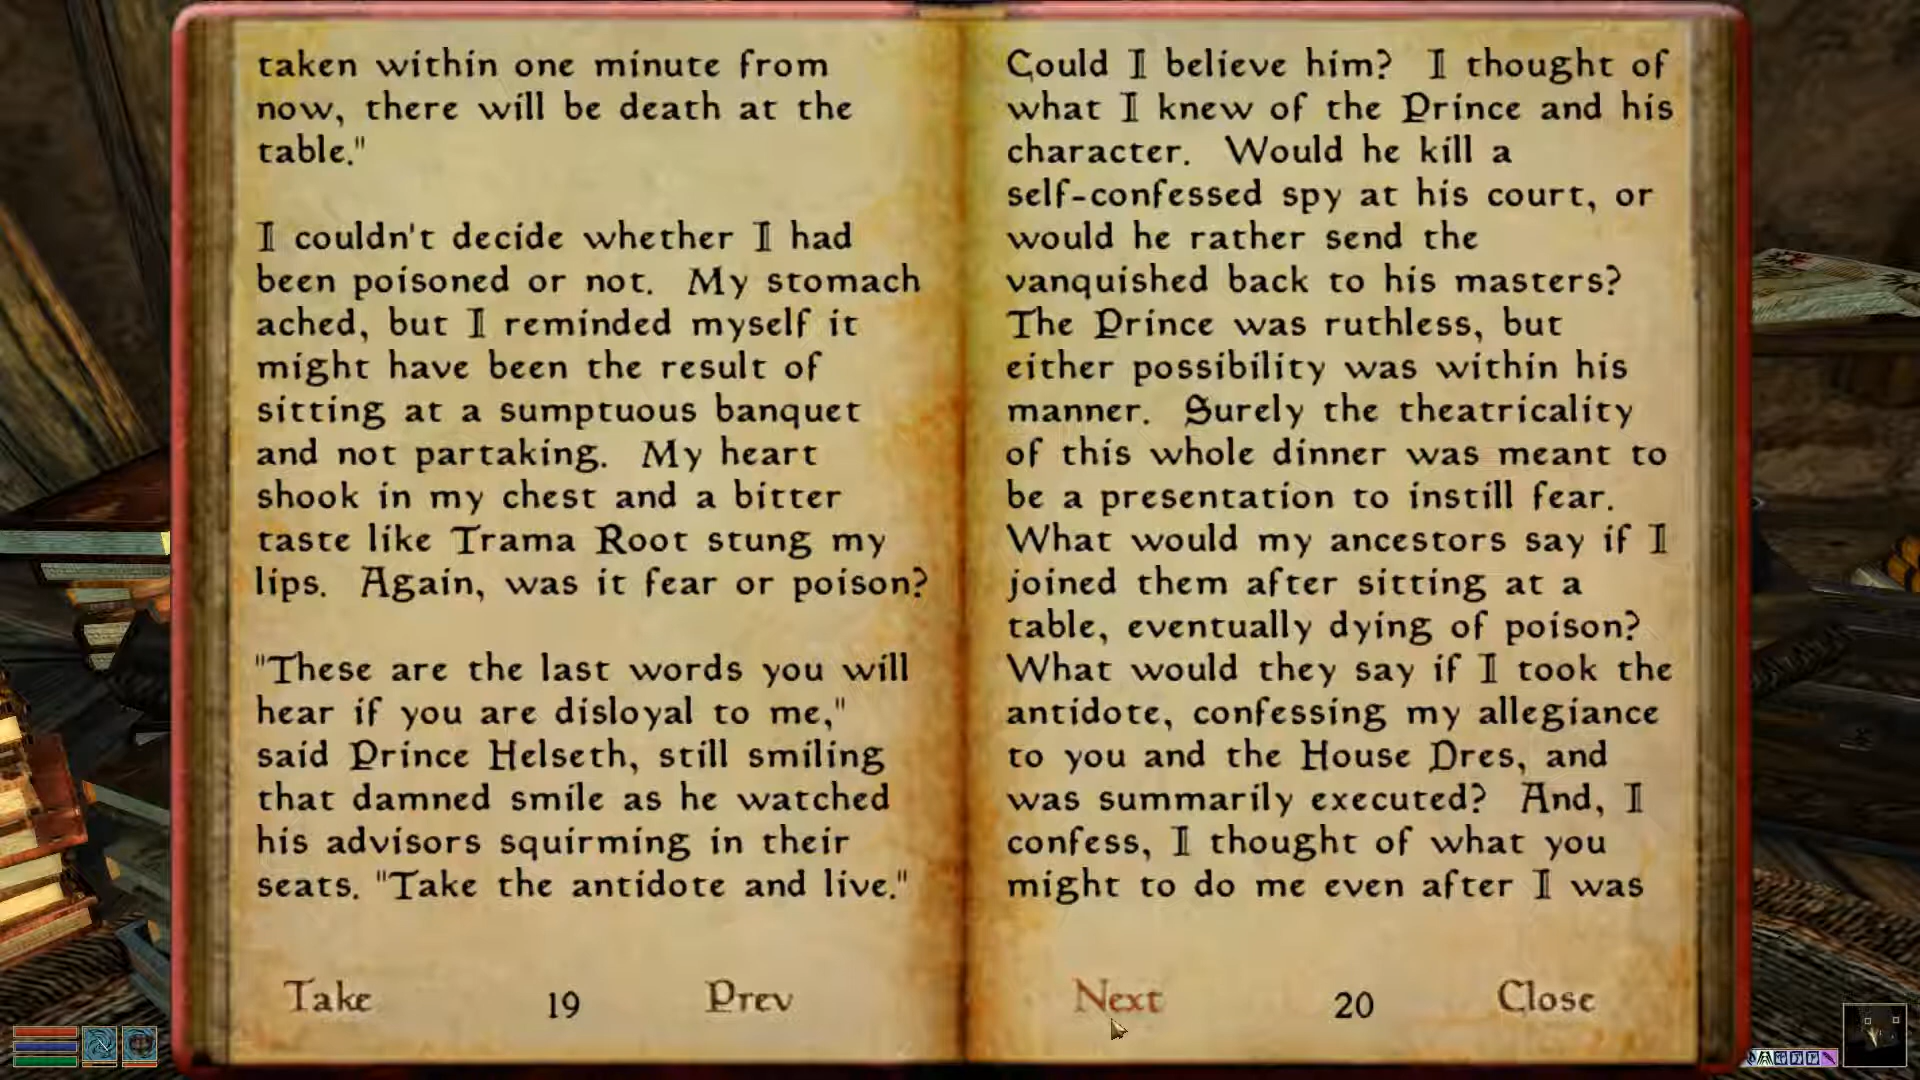 taken within one minute from
now, there will be death at the
table."
I couldn't decide whether I had
been poisoned or not. My stomach
ached, but I reminded myself it
might have been the result of
sitting at a sumptuous banquet
and not partaking. My heart
shook in my chest and a bitter
taste like Trama Root stung my
lips. Again, was it fear or poison?
"These are the last words you will
hear if you are disloyal to me,"
said Prince Helseth, still smiling
that damned smile as he watched
his advisors squirming in their
seats. "Take the antidote and live."
Could I believe him? I thought of
what I knew of the Prince and his
character. Would he kill a
self-confessed spy at his court, or
would he rather send the
vanquished back to his masters?
The Prince was ruthless, but
either possibility was within his
manner. Surely the theatricality
of this whole dinner was meant to
be a presentation to instill fear.
What would my ancestors say if I
joined them after sitting at a
table, eventually dying of poison?
What would they say if I took the
antidote, confessing my allegiance
to you and the House Dres, and
was summarily executed? And, I
confess, I thought of what you
might to do me even after I was
Take 19 Prev Next 20 Close